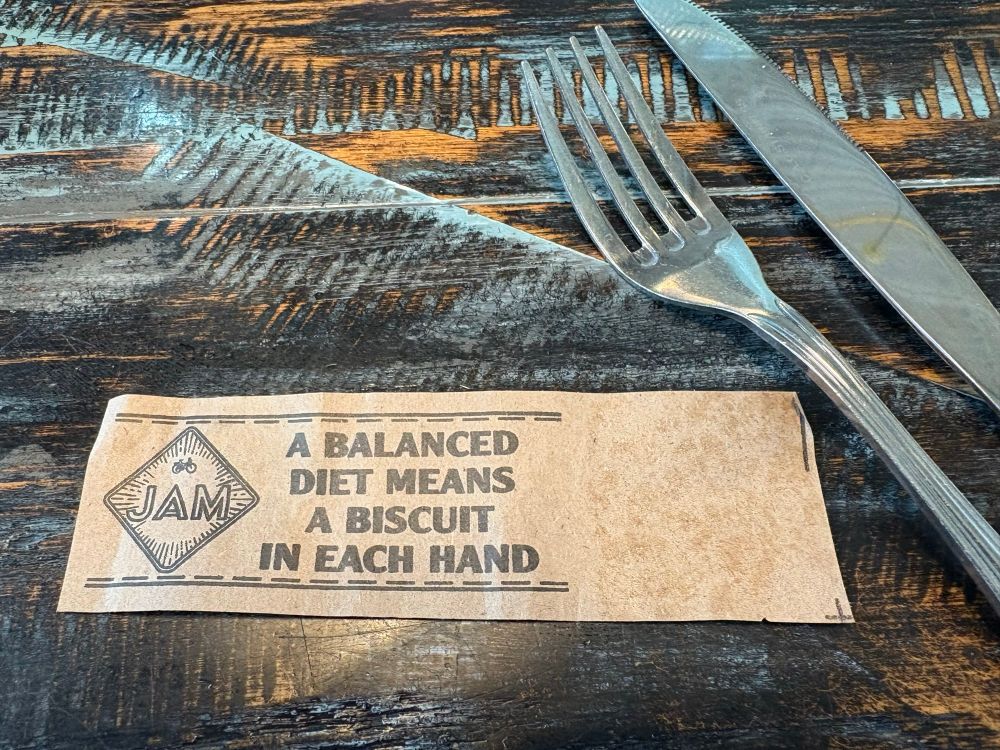 JAM
A BALANCED
DIET MEANS
A BISCUIT
IN EACH HAND